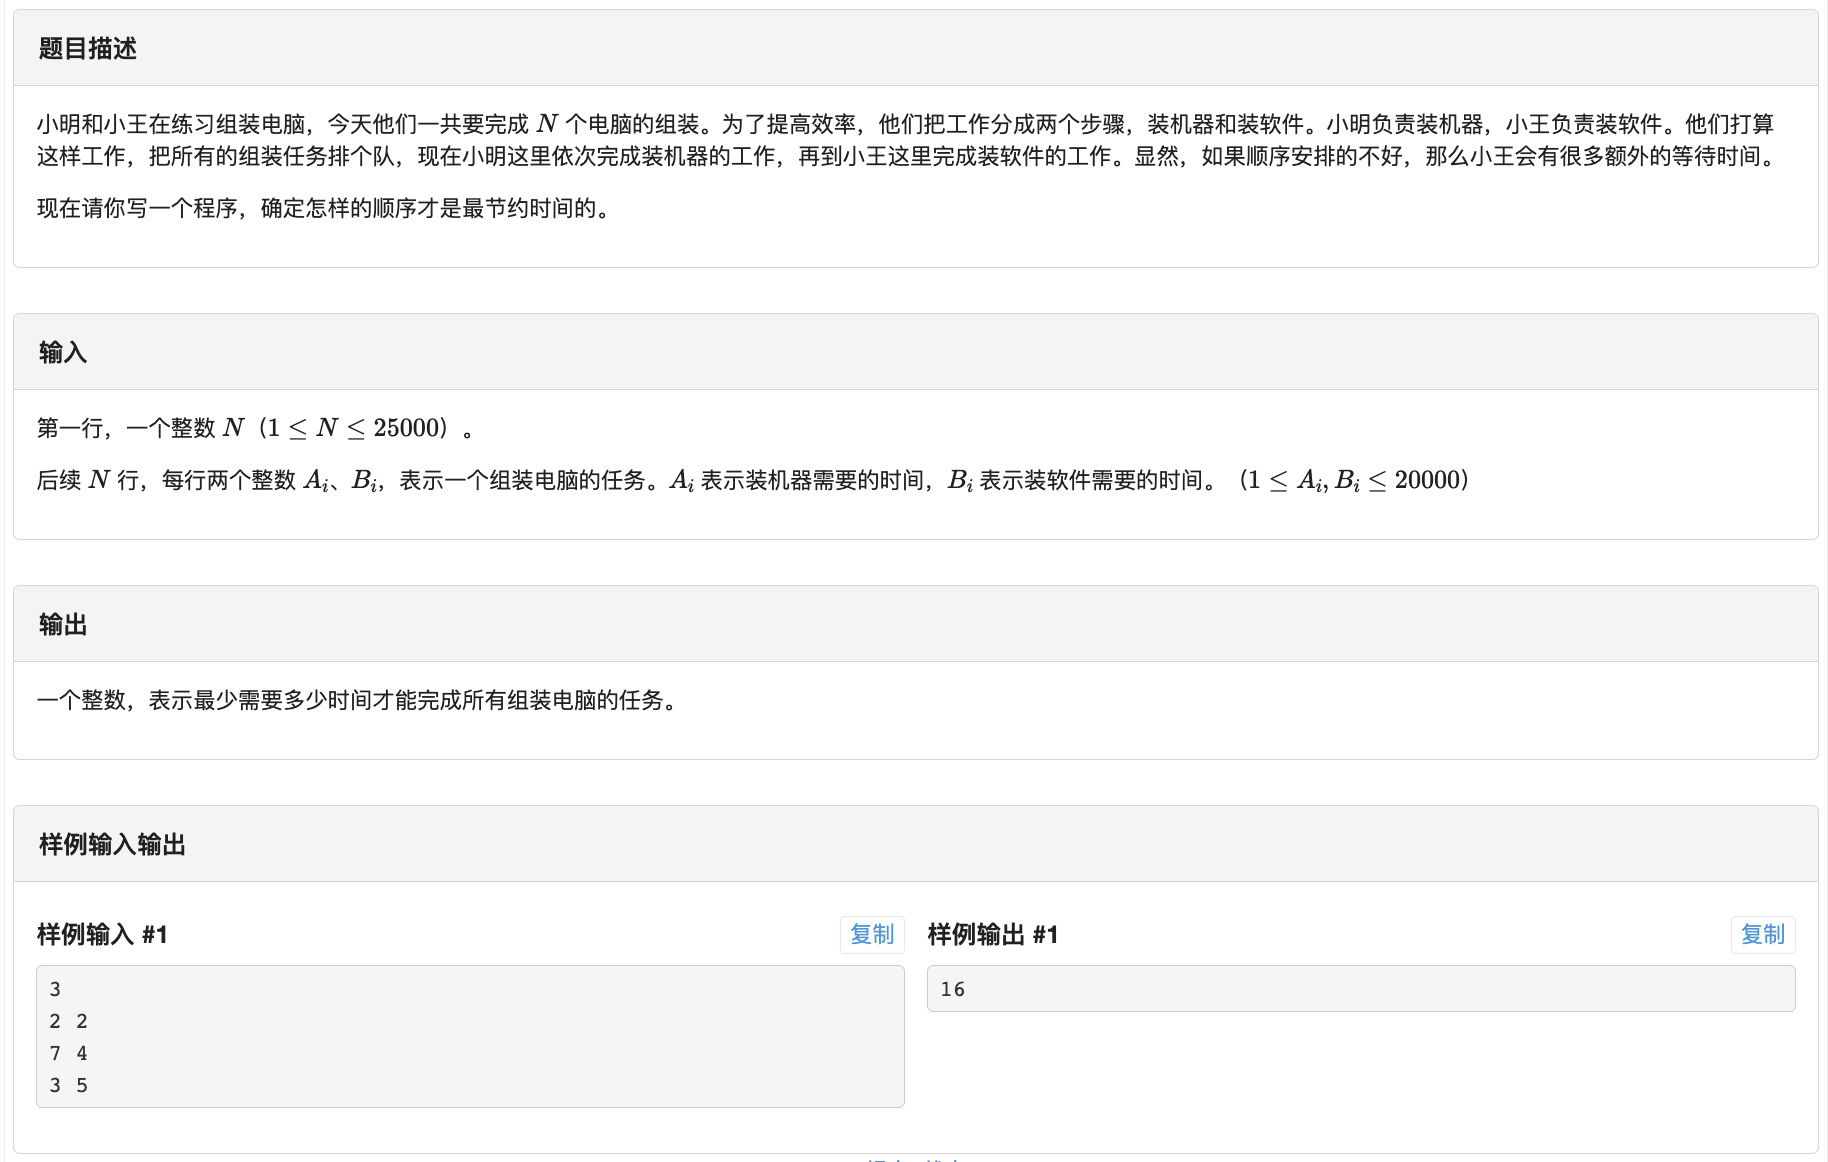 题目描述
小明和小王在练习组装电脑，今天他们一共要完成 N 个电脑的组装。为了提高效率，他们把工作分成两个步骤，装机器和装软件。小明负责装机器，小王负责装软件。他们打算
这样工作，把所有的组装任务排个队，现在小明这里依次完成装机器的工作，再到小王这里完成装软件的工作。显然，如果顺序安排的不好，那么小王会有很多额外的等待时间。
现在请你写一个程序，确定怎样的顺序才是最节约时间的。
输入
第一行，一个整数 N（1 ≤ N ≤ 25000）。
后续 N 行，每行两个整数 Aᵢ、Bᵢ，表示一个组装电脑的任务。Aᵢ 表示装机器需要的时间，Bᵢ 表示装软件需要的时间。（1 ≤ Aᵢ, Bᵢ ≤ 20000）
输出
一个整数，表示最少需要多少时间才能完成所有组装电脑的任务。
样例输入输出
样例输入 #1
复制
3
2 2
7 4
3 5
样例输出 #1
复制
16